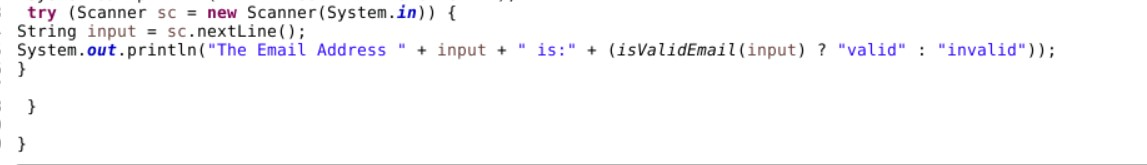 try (Scanner sc = new Scanner(System.in)) {
String input = sc.nextLine();
System.out.println("The Email Address " + input + " is:" + (isValidEmail(input) ? "valid" : "invalid"));
}
}
}